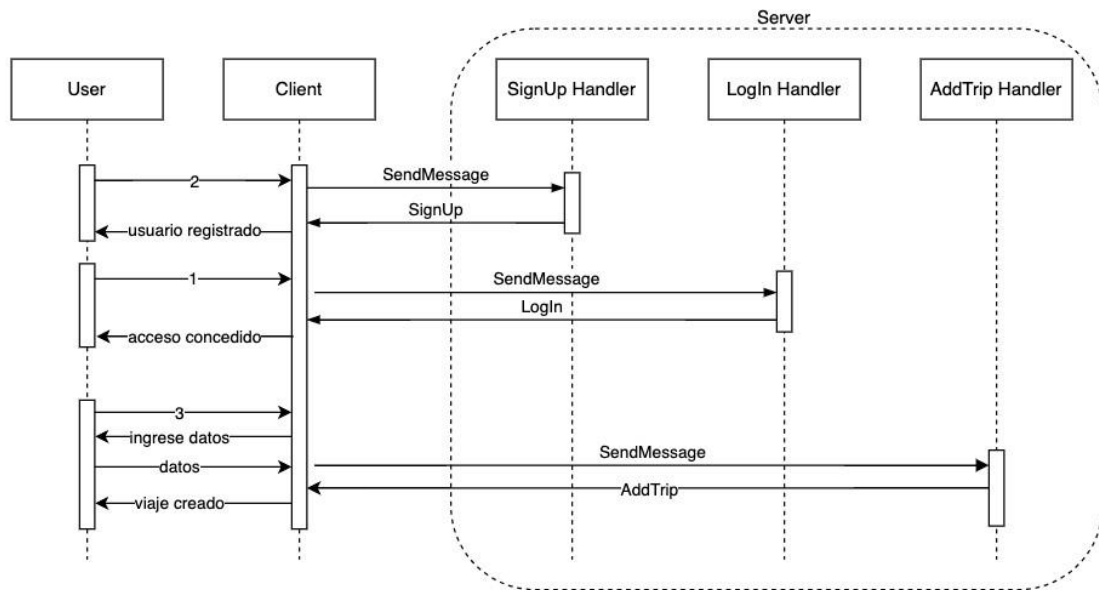 Server
User
Client
SignUp Handler
LogIn Handler
AddTrip Handler
2
SendMessage
SignUp
usuario registrado
1
SendMessage
LogIn
acceso concedido
3
ingrese datos
datos
SendMessage
AddTrip
viaje creado